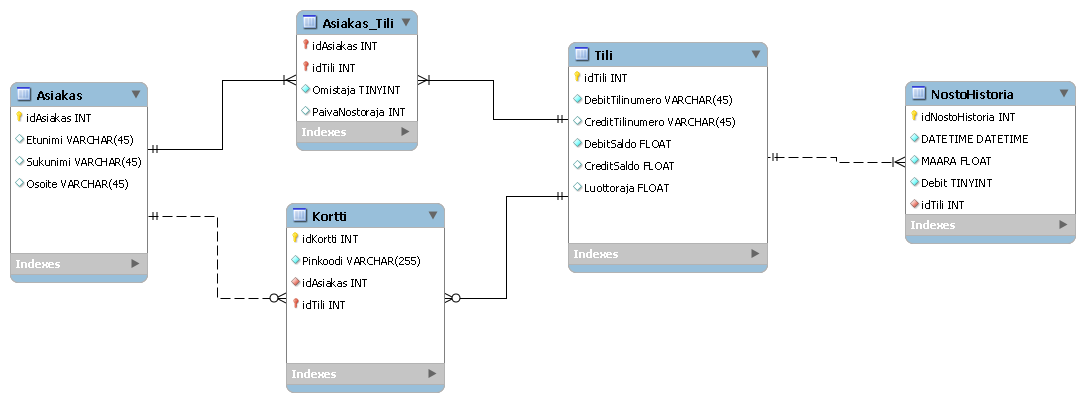 Asiakas
idAsiakas INT
Etunimi VARCHAR(45)
Sukunimi VARCHAR(45)
Osoite VARCHAR(45)
Indexes
Asiakas_Tili
idAsiakas INT
idTili INT
Omistaja TINYINT
PaivaNostoraja INT
Indexes
Kortti
idKortti INT
Pinkoodi VARCHAR(255)
idAsiakas INT
idTili INT
Indexes
Tili
idTili INT
DebitTilinumero VARCHAR(45)
CreditTilinumero VARCHAR(45)
DebitSaldo FLOAT
CreditSaldo FLOAT
Luottoraja FLOAT
Indexes
NostoHistoria
idNostoHistoria INT
DATETIME DATETIME
MAARA FLOAT
Debit TINYINT
idTili INT
Indexes